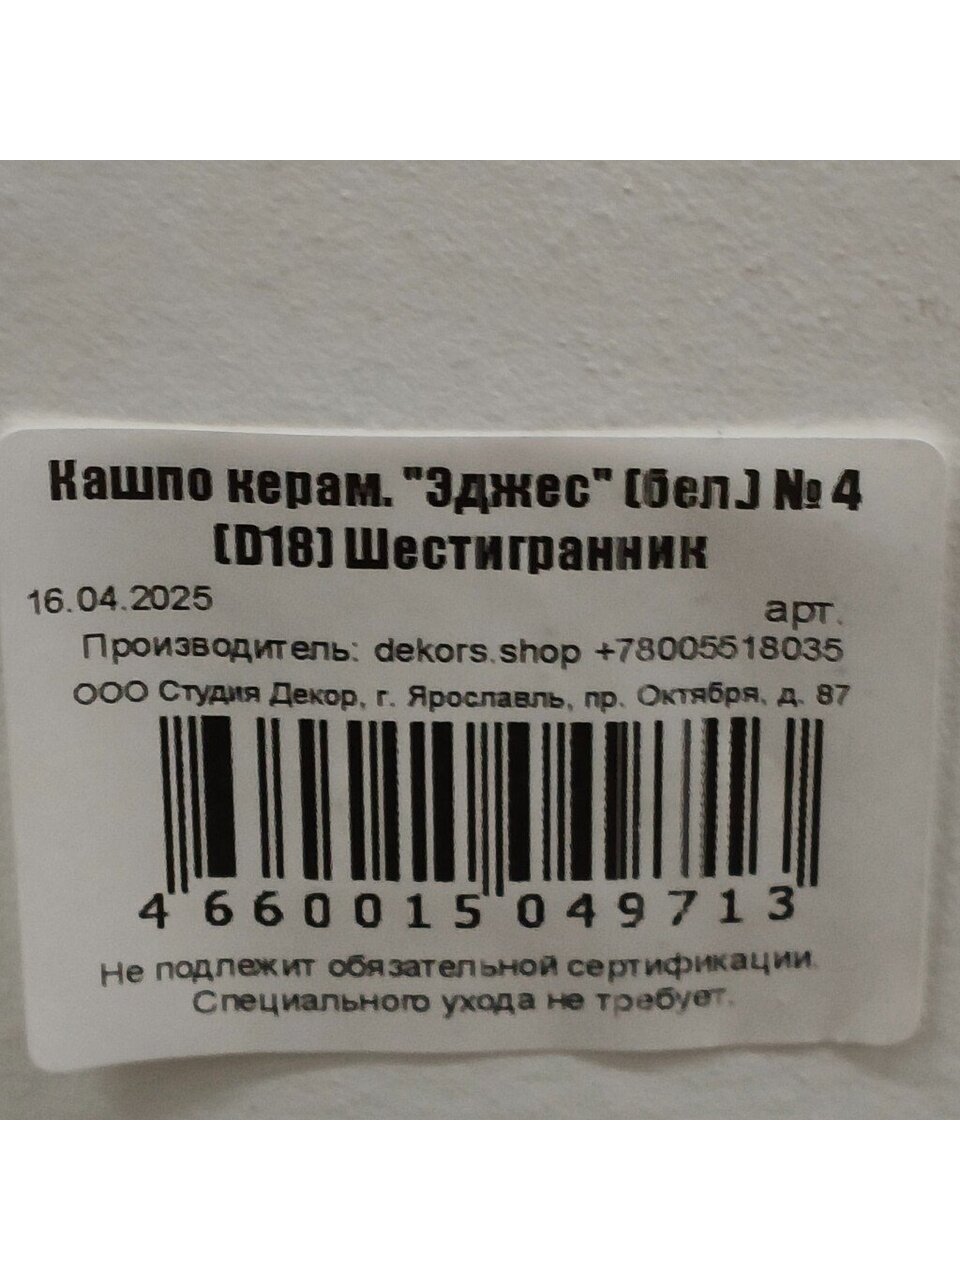 Кашпо керам. "Эджес" (бел.) № 4
(D18) Шестигранник
16.04.2025
арт.
Производитель: dekors.shop +78005518035
ООО Студия Декор, г. Ярославль, пр. Октября, д. 87
4 660015 049713
Не подлежит обязательной сертификации.
Специального ухода не требует.